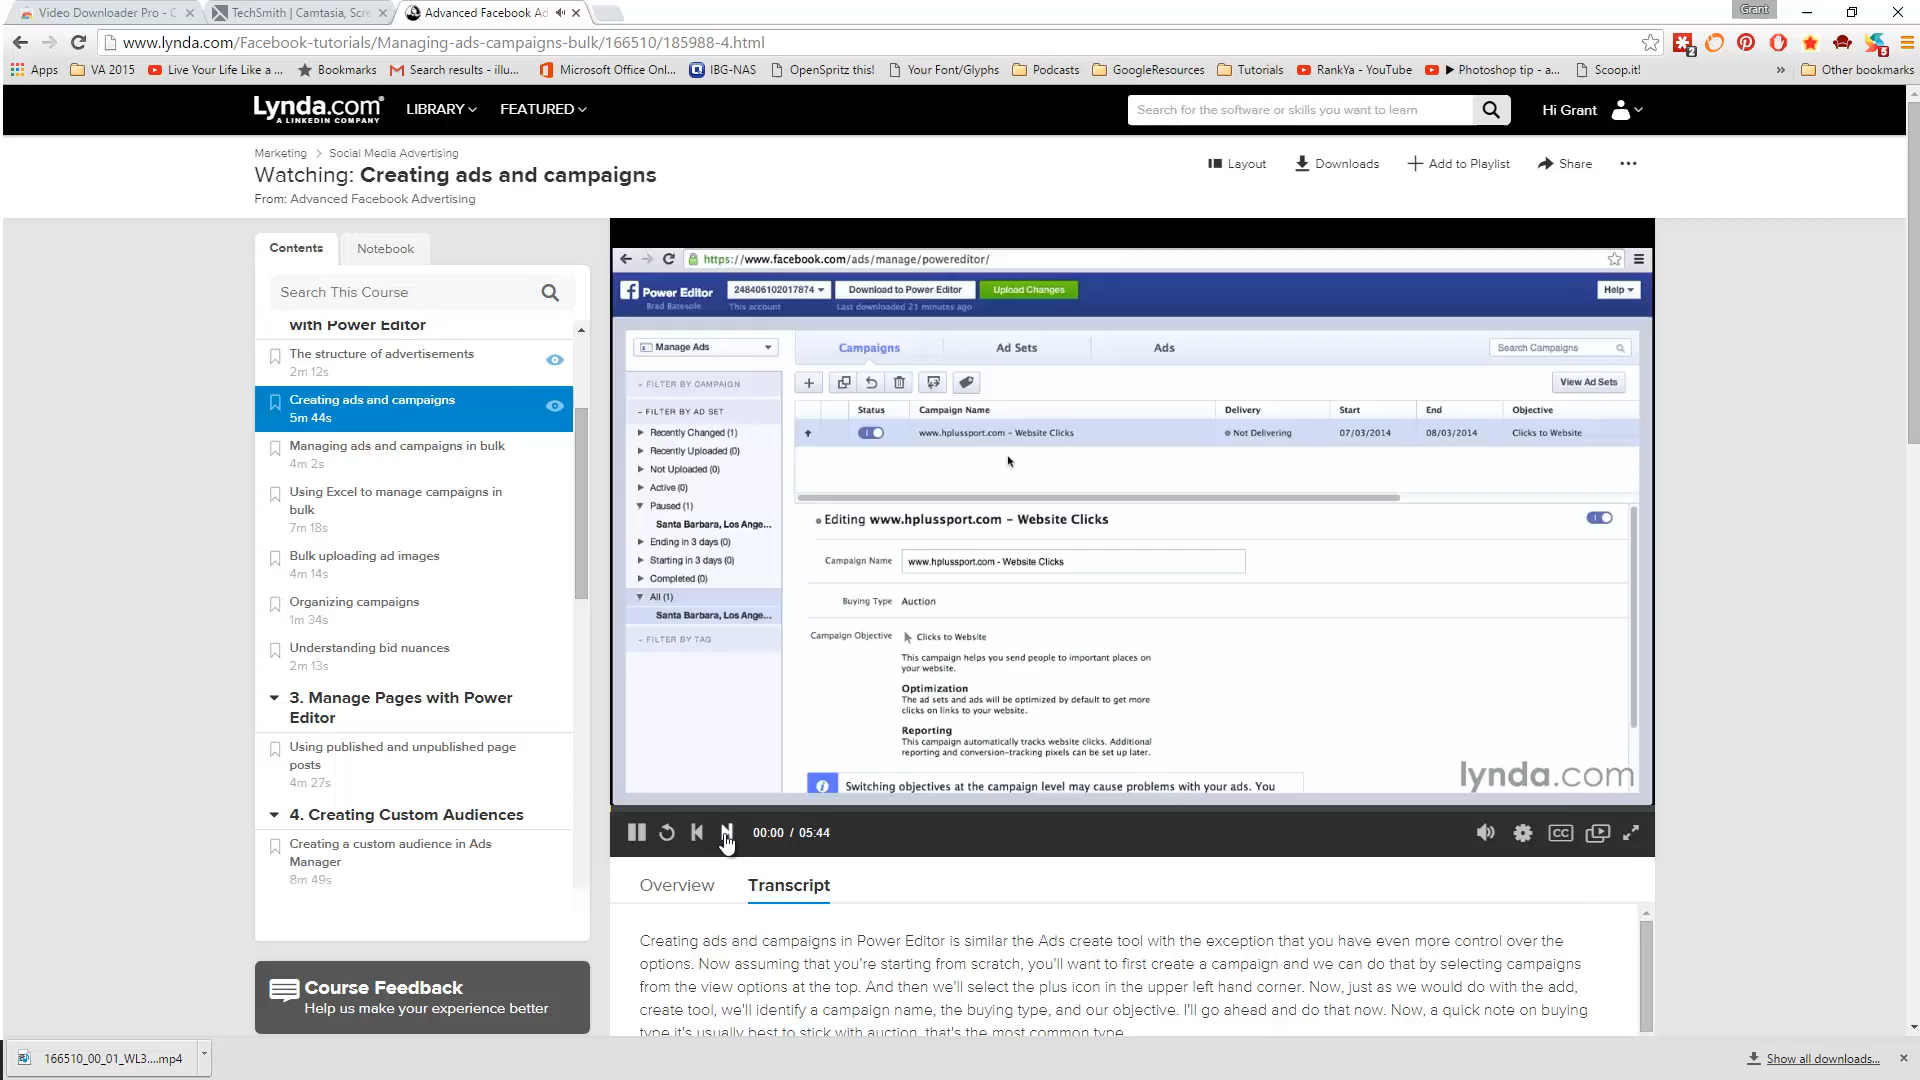 Video Downloader Pro - C
TechSmith | Camtasia, Scre
Advanced Facebook Ad
Grant
www.lynda.com/Facebook-tutorials/Managing-ads-campaigns-bulk/166510/185988-4.html
Apps
VA 2015
Live Your Life Like a ...
Bookmarks
Search results - illu...
Microsoft Office Onl...
IBG-NAS
OpenSpritz this!
Your Font/Glyphs
Podcasts
GoogleResources
Tutorials
RankYa - YouTube
Photoshop tip - a...
Scoop.it!
Other bookmarks
Lynda.com
A LINKEDIN COMPANY
LIBRARY
FEATURED
Search for the software or skills you want to learn
Hi Grant
Marketing > Social Media Advertising
Watching: Creating ads and campaigns
From: Advanced Facebook Advertising
Layout
Downloads
Add to Playlist
Share
Contents
Notebook
Search This Course
with Power Editor
The structure of advertisements
2m 12s
Creating ads and campaigns
5m 44s
Managing ads and campaigns in bulk
4m 2s
Using Excel to manage campaigns in
bulk
7m 18s
Bulk uploading ad images
4m 14s
Organizing campaigns
1m 34s
Understanding bid nuances
2m 13s
3. Manage Pages with Power
Editor
Using published and unpublished page
posts
4m 27s
4. Creating Custom Audiences
Creating a custom audience in Ads
Manager
8m 49s
Course Feedback
Help us make your experience better
https://www.facebook.com/ads/manage/powereditor/
Power Editor
Brad Batesole
248406102017874
This account
Download to Power Editor
Last downloaded 21 minutes ago
Upload Changes
Help
Manage Ads
Campaigns
Ad Sets
Ads
Search Campaigns
- FILTER BY CAMPAIGN
- FILTER BY AD SET
Recently Changed (1)
Recently Uploaded (0)
Not Uploaded (0)
Active (0)
Paused (1)
Santa Barbara, Los Ange...
Ending in 3 days (0)
Starting in 3 days (0)
Completed (0)
All (1)
Santa Barbara, Los Ange...
- FILTER BY TAG
View Ad Sets
Status
Campaign Name
Delivery
Start
End
Objective
www.hplussport.com - Website Clicks
Not Delivering
07/03/2014
08/03/2014
Clicks to Website
Editing www.hplussport.com - Website Clicks
Campaign Name
www.hplussport.com - Website Clicks
Buying Type
Auction
Campaign Objective
Clicks to Website
This campaign helps you send people to important places on
your website.
Optimization
The ad sets and ads will be optimized by default to get more
clicks on links to your website.
Reporting
This campaign automatically tracks website clicks. Additional
reporting and conversion-tracking pixels can be set up later.
Switching objectives at the campaign level may cause problems with your ads. You
lynda.com
00:00 / 05:44
CC
Overview
Transcript
Creating ads and campaigns in Power Editor is similar the Ads create tool with the exception that you have even more control over the
options. Now assuming that you're starting from scratch, you'll want to first create a campaign and we can do that by selecting campaigns
from the view options at the top. And then we'll select the plus icon in the upper left hand corner. Now, just as we would do with the add,
create tool, we'll identify a campaign name, the buying type, and our objective. I'll go ahead and do that now. Now, a quick note on buying
type it's usually best to stick with auction, that's the most common type.
166510_00_01_WL3....mp4
Show all downloads...